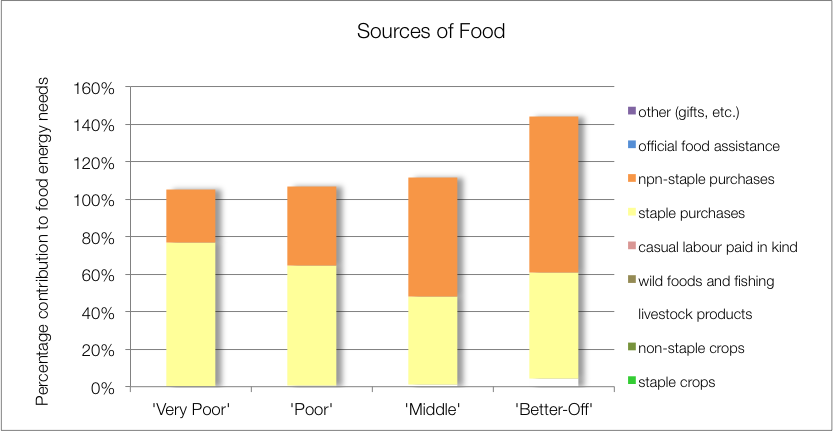 Sources of Food
Percentage contribution to food energy needs
160%
140%
120%
100%
80%
60%
40%
20%
0%
'Very Poor'
'Poor'
'Middle'
'Better-Off'
other (gifts, etc.)
official food assistance
npn-staple purchases
staple purchases
casual labour paid in kind
wild foods and fishing
livestock products
non-staple crops
staple crops